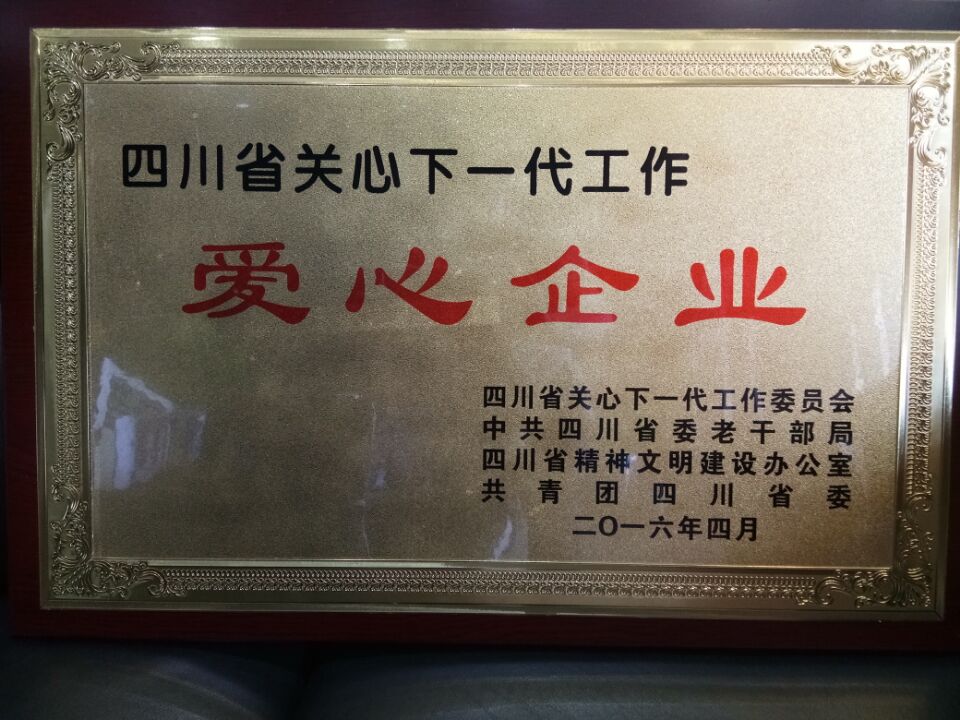 四川省关心下一代工作
爱心企业
四川省关心下一代工作委员会
中共四川省委老干部局
四川省精神文明建设办公室
共青团四川省委
二〇一六年四月